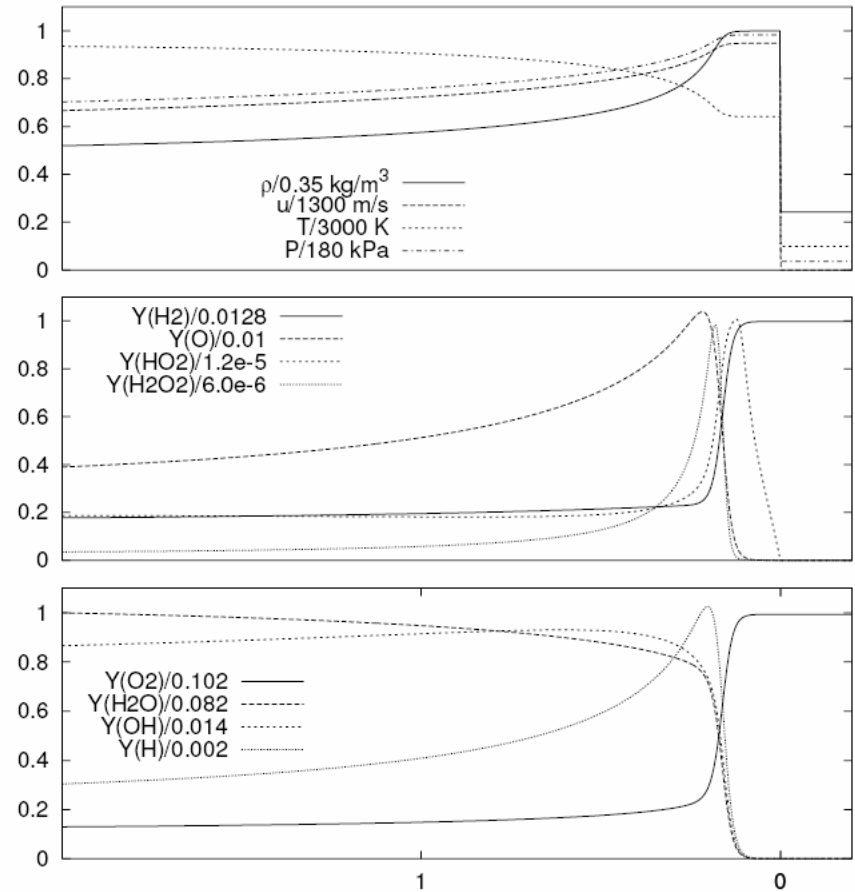 1
0.8
0.6
0.4
0.2
0
ρ/0.35 kg/m³
u/1300 m/s
T/3000 K
P/180 kPa
1
0.8
0.6
0.4
0.2
0
Y(H2)/0.0128
Y(O)/0.01
Y(HO2)/1.2e-5
Y(H2O2)/6.0e-6
1
0.8
0.6
0.4
0.2
0
Y(O2)/0.102
Y(H2O)/0.082
Y(OH)/0.014
Y(H)/0.002
1 0